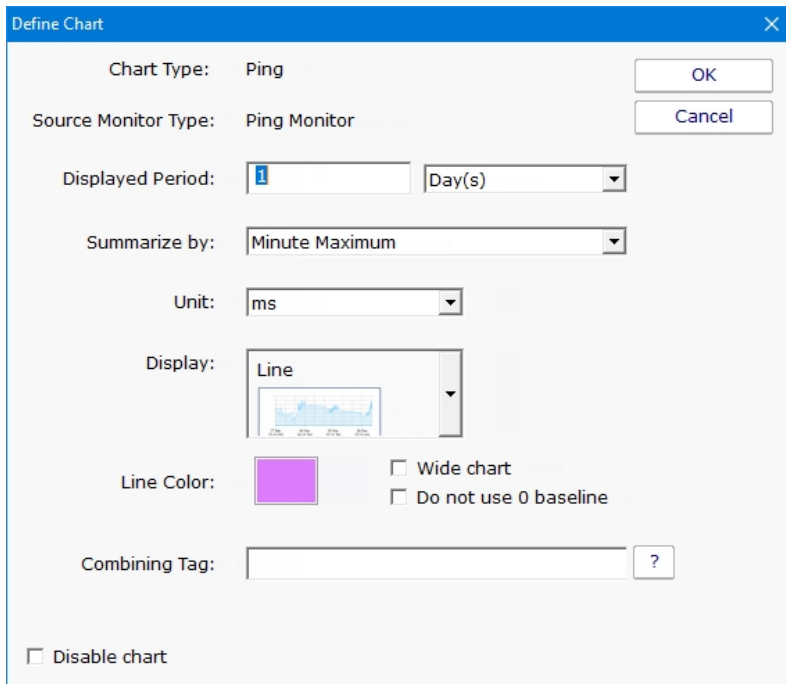 Define Chart
Chart Type: Ping
OK
Source Monitor Type: Ping Monitor
Cancel
Displayed Period: 1 Day(s)
Summarize by: Minute Maximum
Unit: ms
Display: Line
Line Color:
Wide chart
Do not use 0 baseline
Combining Tag:
?
Disable chart